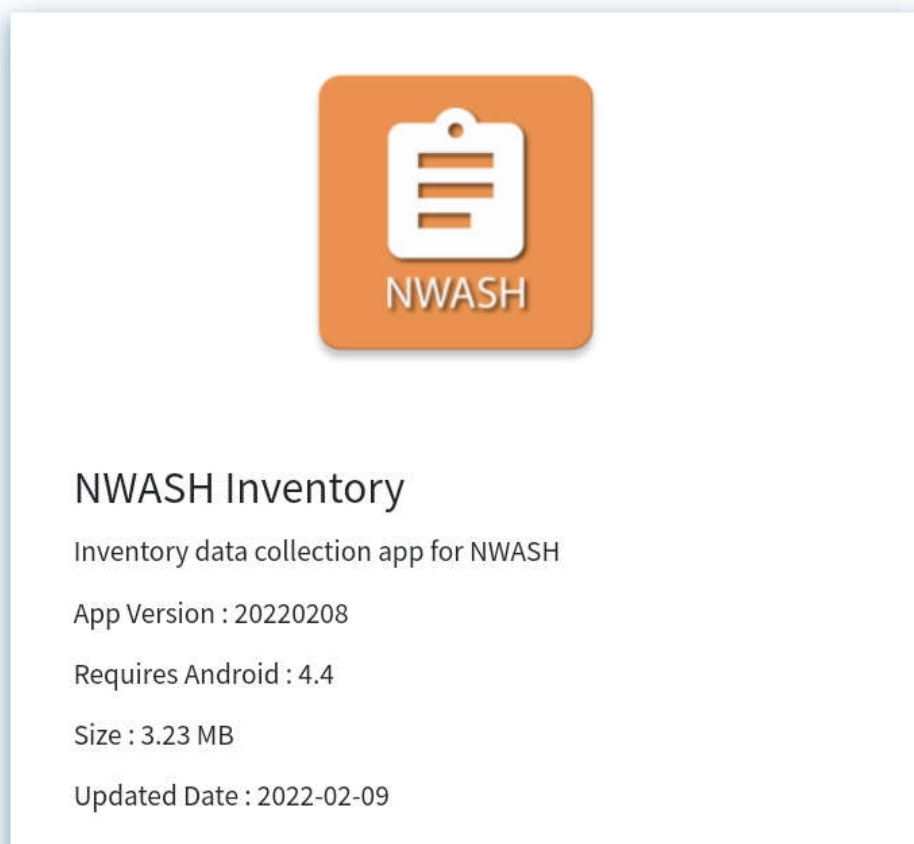 NWASH
NWASH Inventory
Inventory data collection app for NWASH
App Version : 20220208
Requires Android : 4.4
Size : 3.23 MB
Updated Date : 2022-02-09